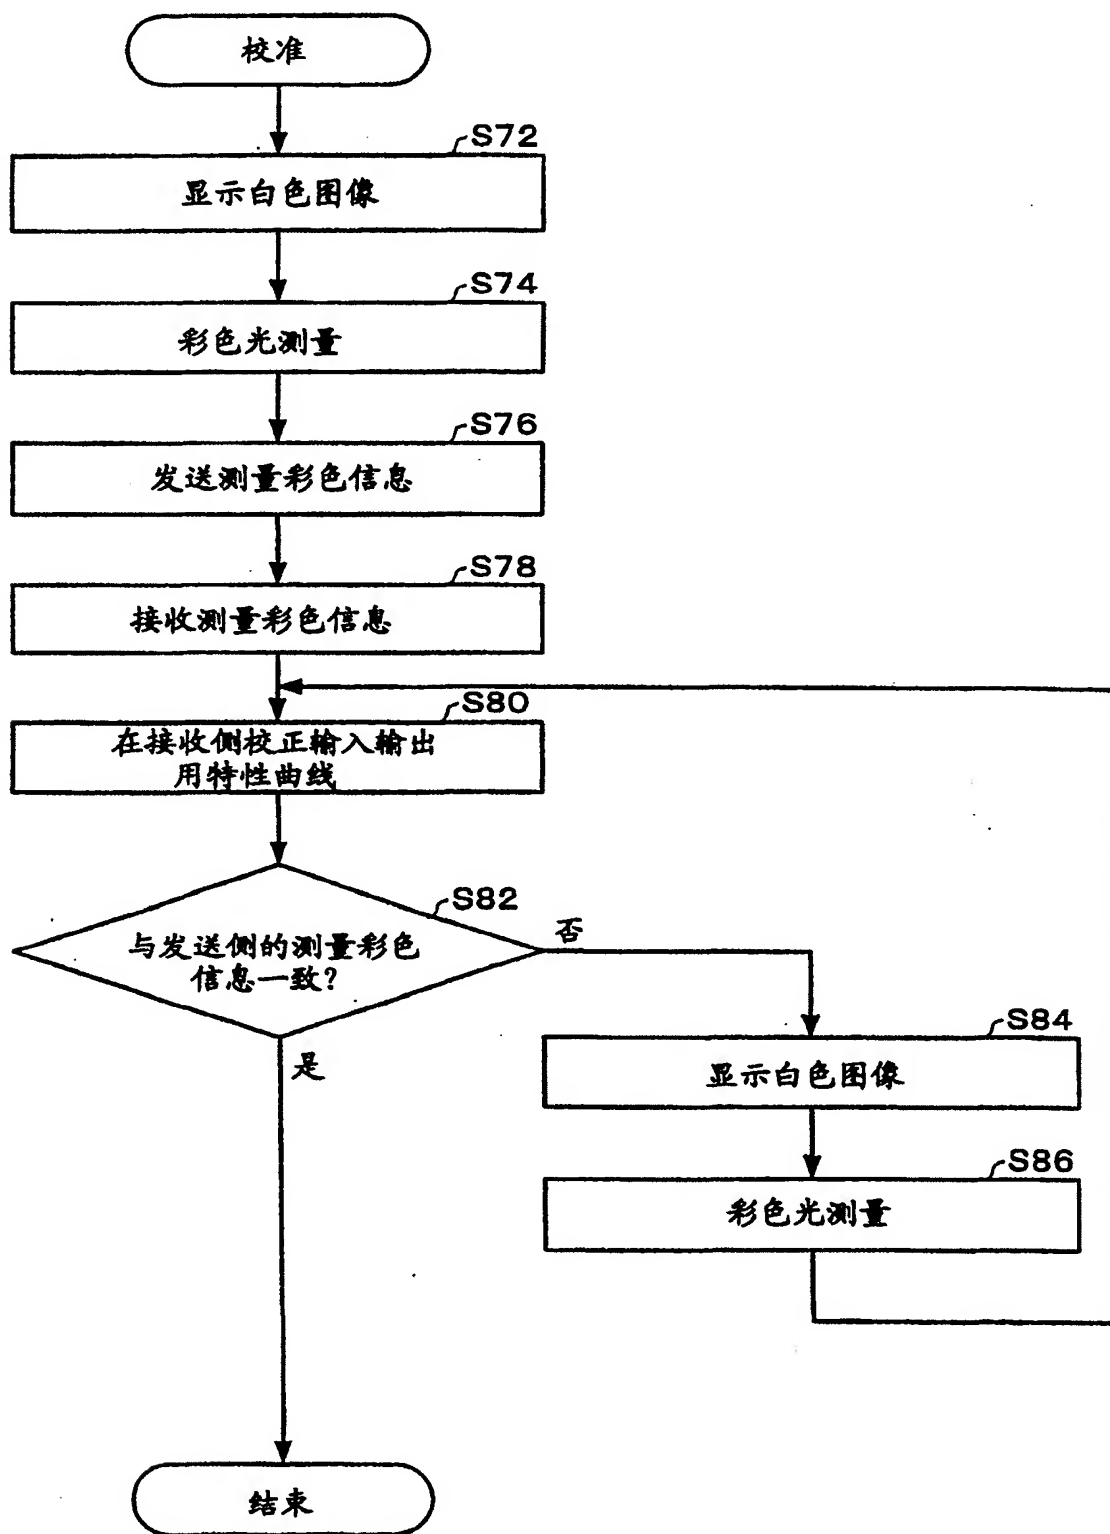 校准
S72
显示白色图像
S74
彩色光测量
S76
发送测量彩色信息
S78
接收测量彩色信息
S80
在接收侧校正输入输出
用特性曲线
S82
与发送侧的测量彩色
信息一致?
否
是
S84
显示白色图像
S86
彩色光测量
结束